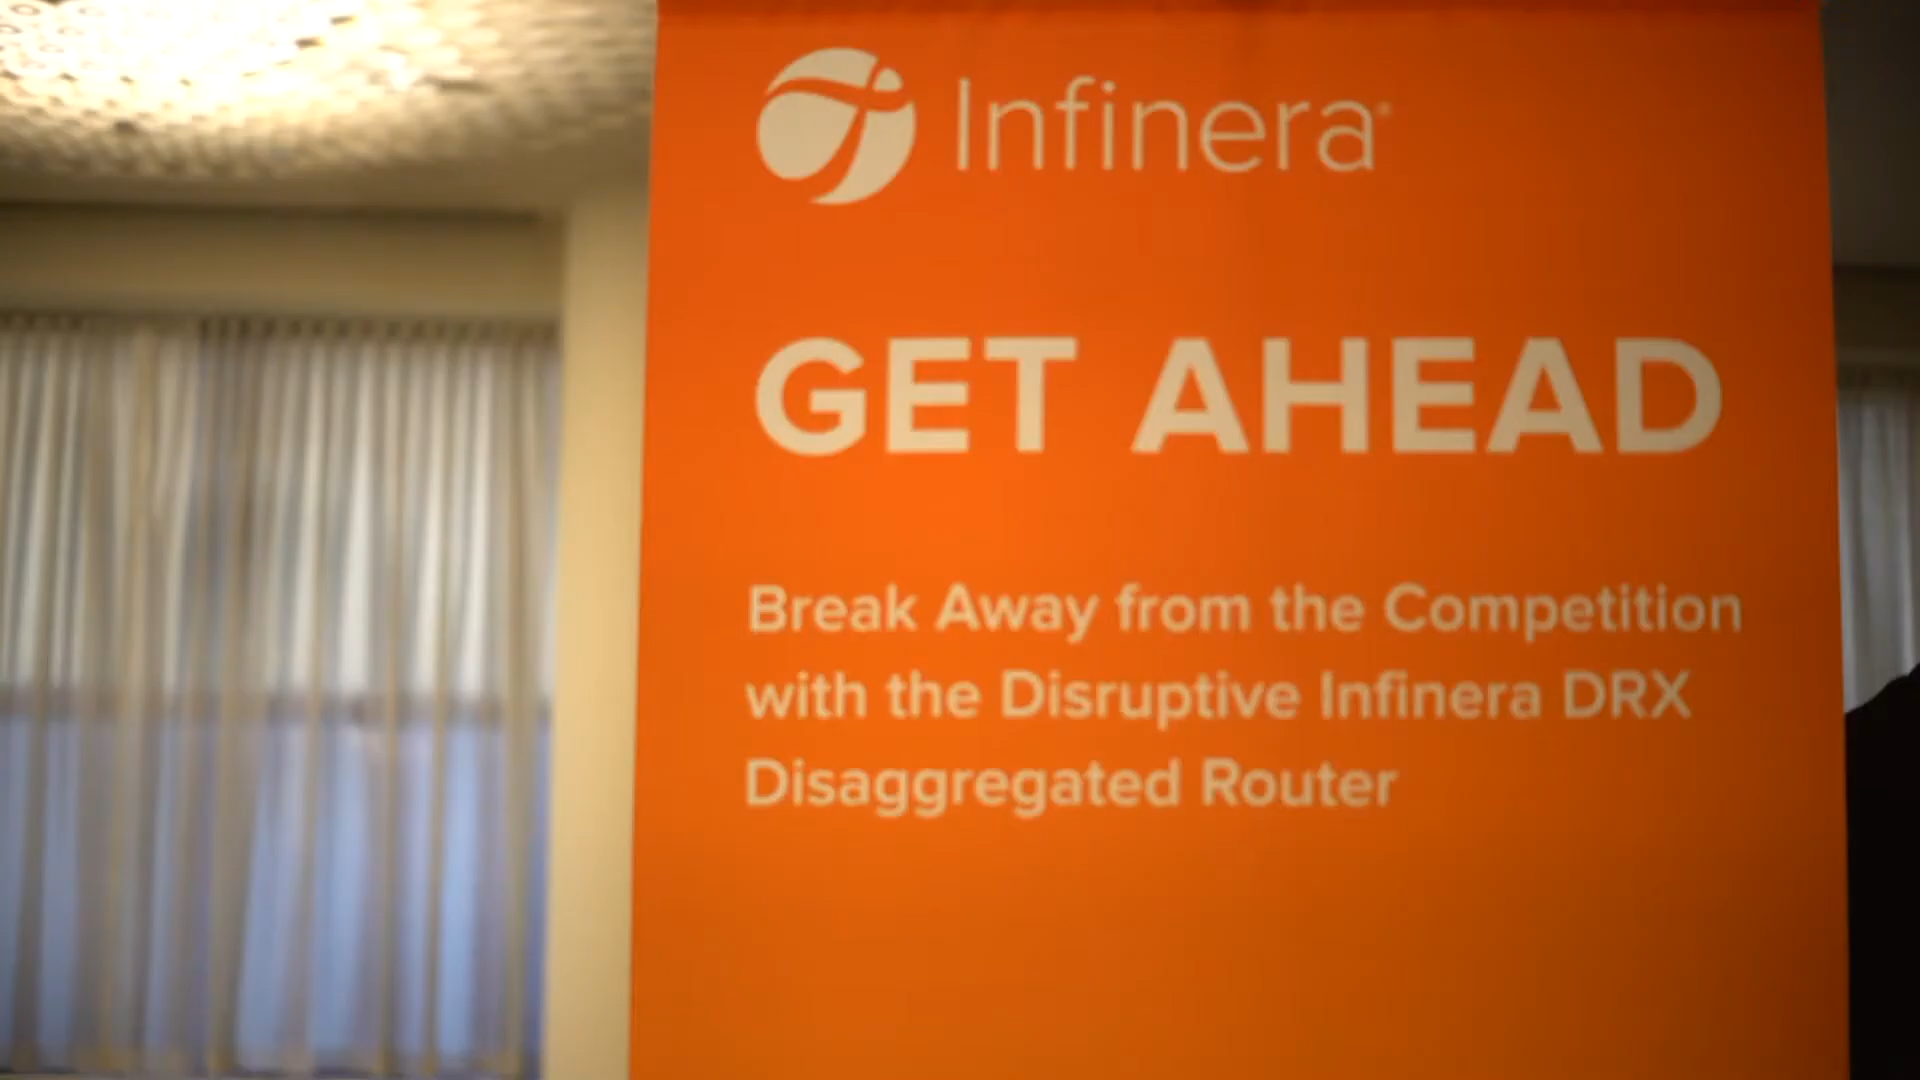 Infinera
GET AHEAD
Break Away from the Competition
with the Disruptive Infinera DRX
Disaggregated Router